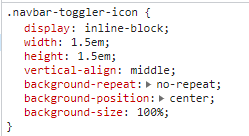 .navbar-toggler-icon {
display: inline-block;
width: 1.5em;
height: 1.5em;
vertical-align: middle;
background-repeat:▶ no-repeat;
background-position:▶ center;
background-size: 100%;
}